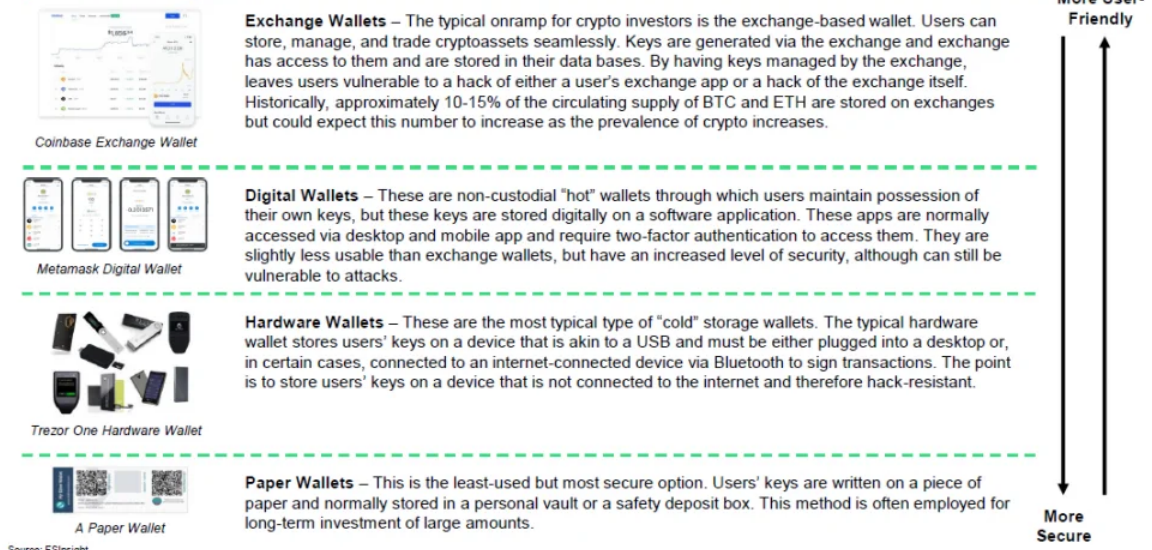 More User-
Friendly
Exchange Wallets – The typical onramp for crypto investors is the exchange-based wallet. Users can
store, manage, and trade cryptoassets seamlessly. Keys are generated via the exchange and exchange
has access to them and are stored in their data bases. By having keys managed by the exchange,
leaves users vulnerable to a hack of either a user's exchange app or a hack of the exchange itself.
Historically, approximately 10-15% of the circulating supply of BTC and ETH are stored on exchanges
but could expect this number to increase as the prevalence of crypto increases.
Coinbase Exchange Wallet
Digital Wallets – These are non-custodial “hot” wallets through which users maintain possession of
their own keys, but these keys are stored digitally on a software application. These apps are normally
accessed via desktop and mobile app and require two-factor authentication to access them. They are
slightly less usable than exchange wallets, but have an increased level of security, although can still be
vulnerable to attacks.
Metamask Digital Wallet
Hardware Wallets – These are the most typical type of “cold” storage wallets. The typical hardware
wallet stores users’ keys on a device that is akin to a USB and must be either plugged into a desktop or,
in certain cases, connected to an internet-connected device via Bluetooth to sign transactions. The point
is to store users’ keys on a device that is not connected to the internet and therefore hack-resistant.
Trezor One Hardware Wallet
Paper Wallets – This is the least-used but most secure option. Users’ keys are written on a piece of
paper and normally stored in a personal vault or a safety deposit box. This method is often employed for
long-term investment of large amounts.
A Paper Wallet
More
Secure
Source: FSInsight